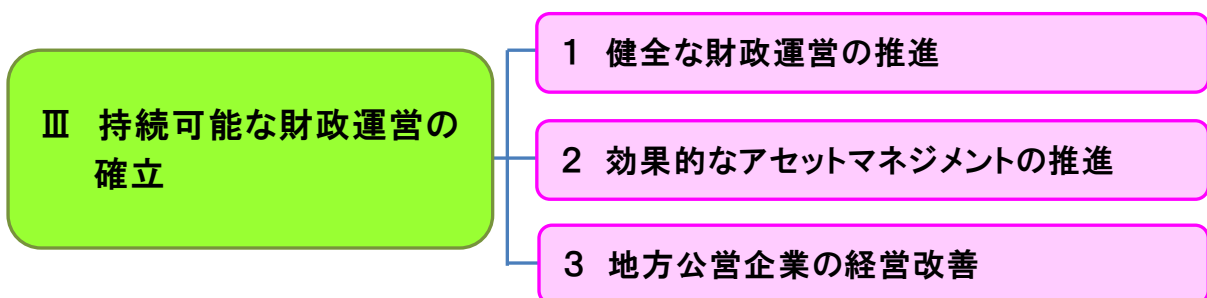 Ⅲ 持続可能な財政運営の
確立
１ 健全な財政運営の推進
２ 効果的なアセットマネジメントの推進
３ 地方公営企業の経営改善